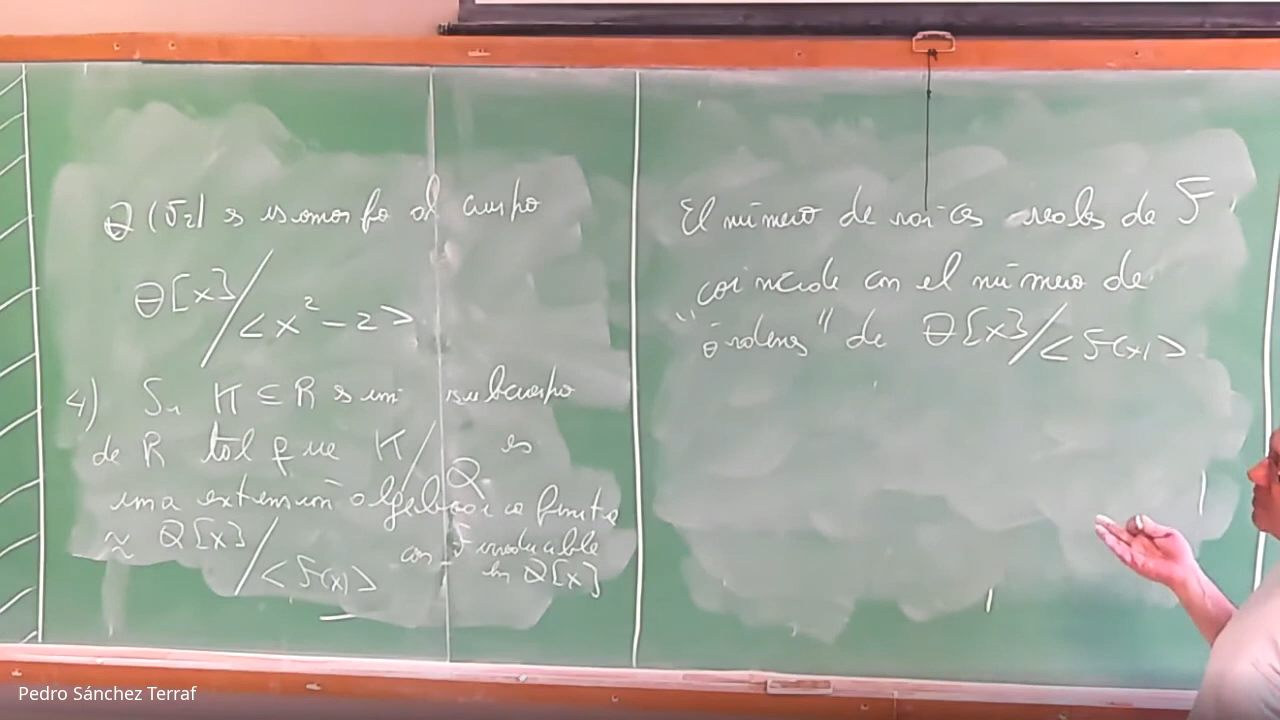 Q(√2) es isomorfo al cuerpo
Q[x]/<x²-2>
4) Si K ⊆ R es un subcuerpo
de R tal que K/Q es
una extensión algebraica finita
≈ Q[x]/<F(x)> con F irreducible
en Q[x]
El número de raíces reales de F,
coincide con el número de
"órdenes" de Q[x]/<F(x)>
Pedro Sánchez Terraf